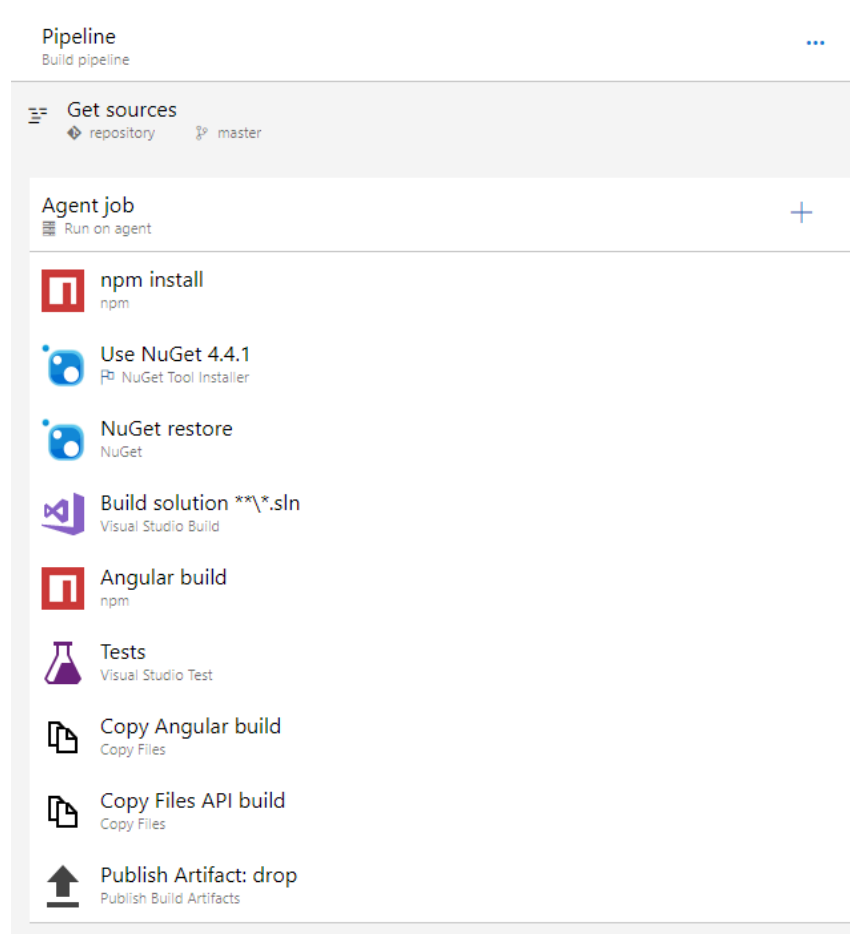 Pipeline
Build pipeline
Get sources
repository master
Agent job
Run on agent
npm install
npm
Use NuGet 4.4.1
NuGet Tool Installer
NuGet restore
NuGet
Build solution **\*.sln
Visual Studio Build
Angular build
npm
Tests
Visual Studio Test
Copy Angular build
Copy Files
Copy Files API build
Copy Files
Publish Artifact: drop
Publish Build Artifacts